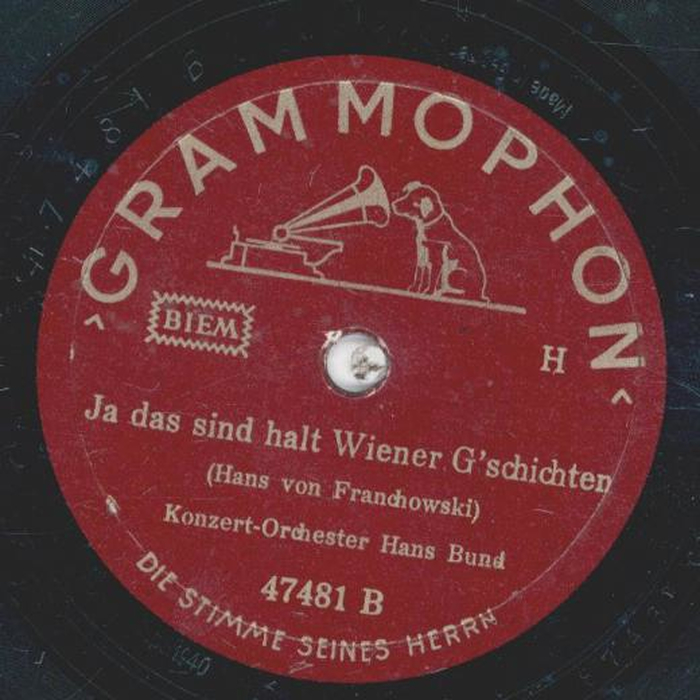 GRAMMOPHON
BIEM
H
Ja das sind halt Wiener G'schichten
(Hans von Franchowski)
Konzert-Orchester Hans Bund
47481 B
DIE STIMME SEINES HERRN